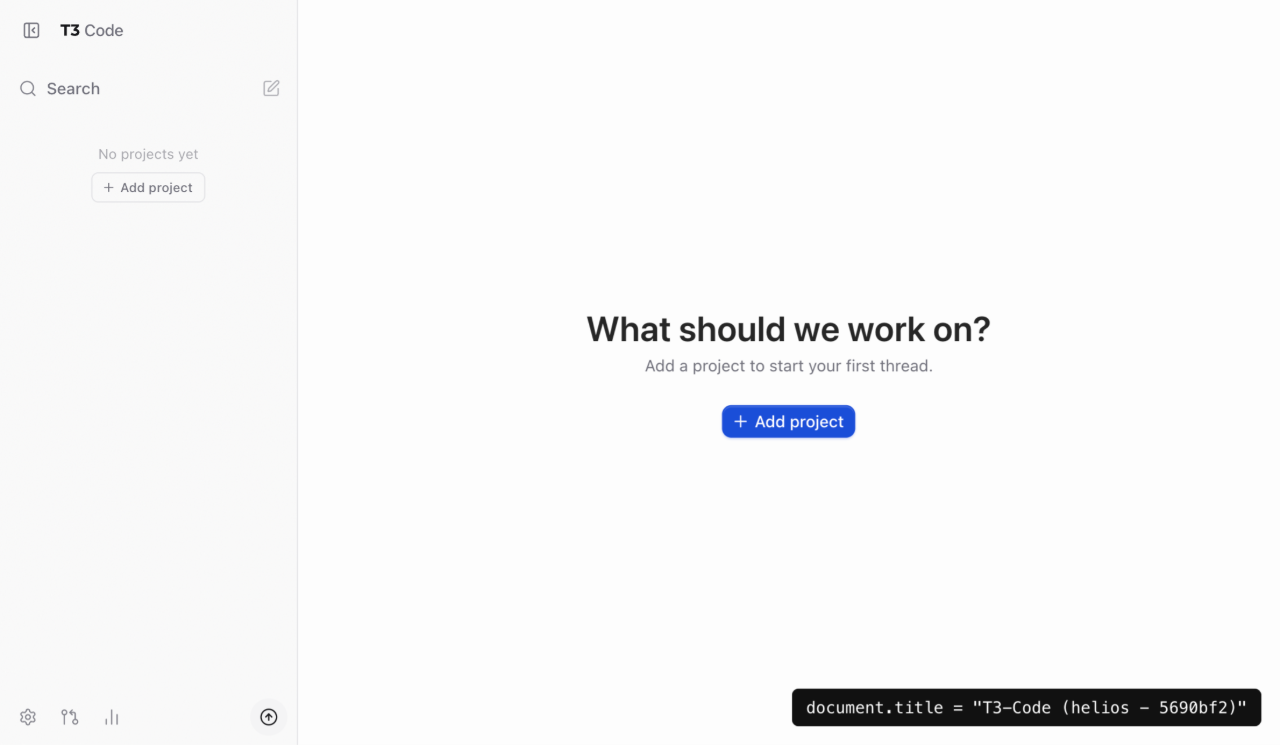 T3 Code
Search
No projects yet
+ Add project
What should we work on?
Add a project to start your first thread.
+ Add project
document.title = "T3-Code (helios - 5690bf2)"